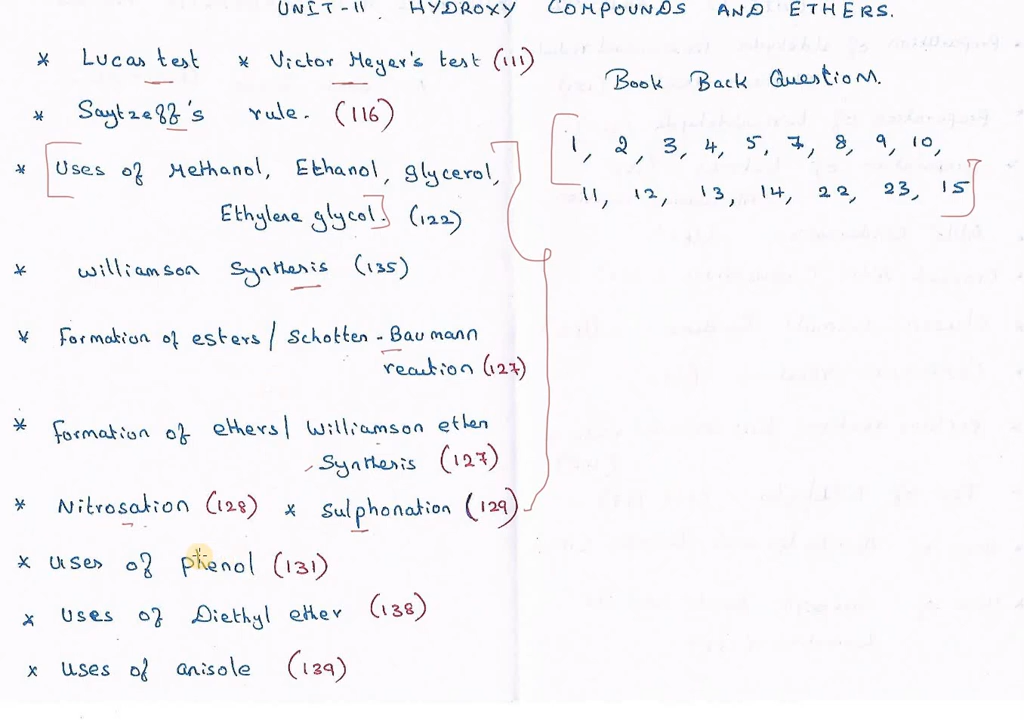 UNIT-11. HYDROXY COMPOUNDS AND ETHERS.
* Lucas test * Victor Meyer's test (111)
* Saytzeff's rule. (116)
* [Uses of Methanol, Ethanol, glycerol,
Ethylene glycol.] (122)
* Williamson Synthesis (135)
* Formation of esters / Schotten - Baumann
reaction (127)
* Formation of ethers / Williamson ether
Synthesis (127)
* Nitrosation (128) * Sulphonation (129)
* Uses of phenol (131)
* Uses of Diethyl ether (138)
* Uses of anisole (139)
Book Back Question.
[1, 2, 3, 4, 5, 7, 8, 9, 10,
11, 12, 13, 14, 22, 23, 15]